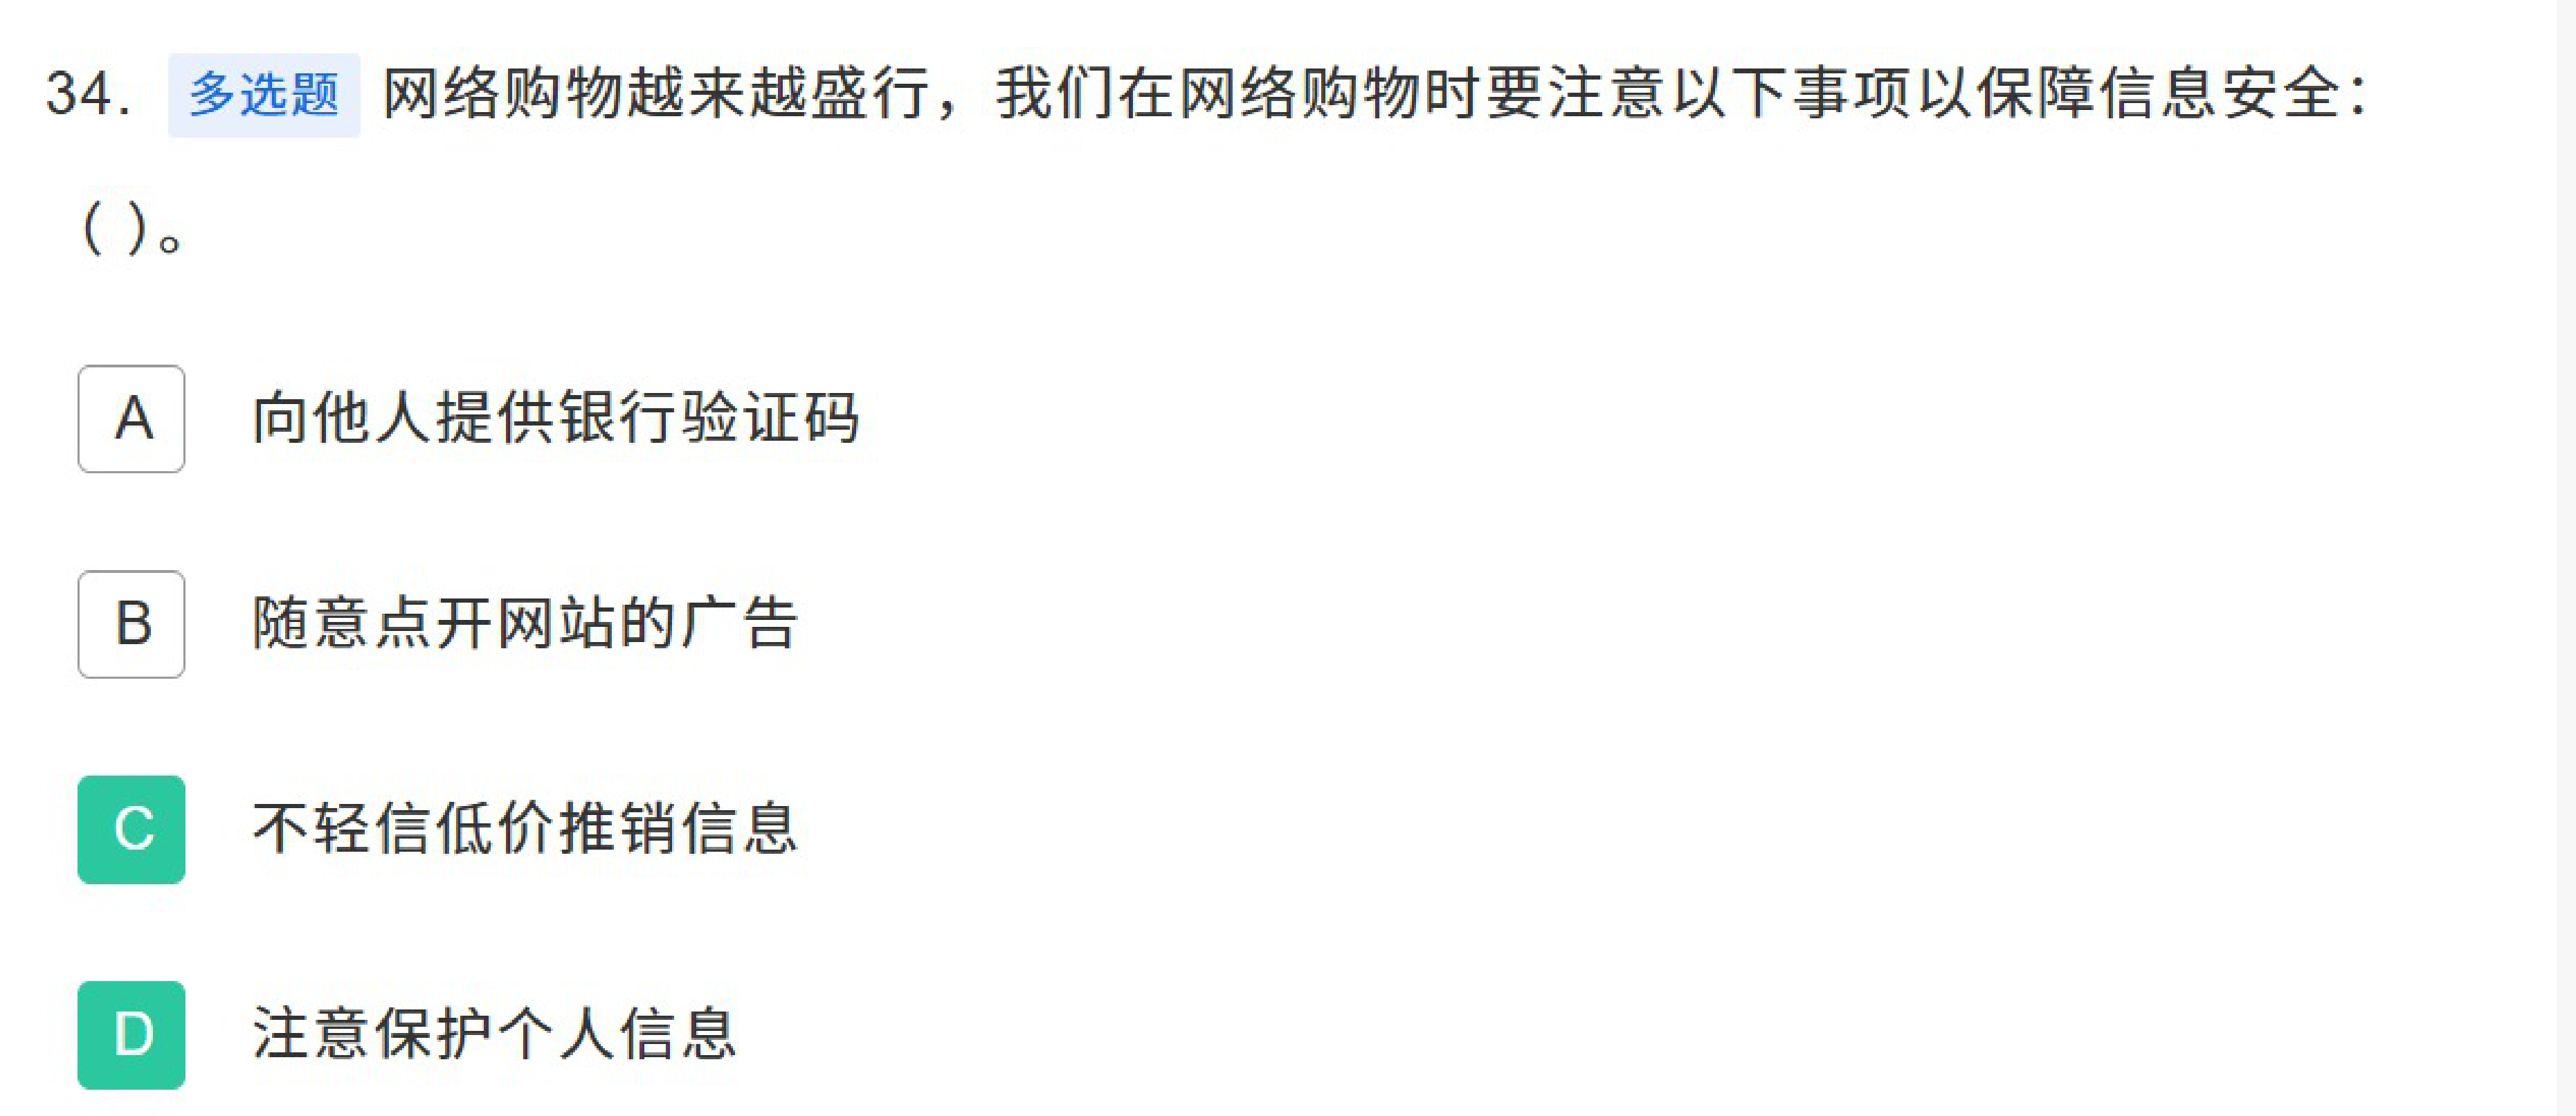 34. 多选题 网络购物越来越盛行，我们在网络购物时要注意以下事项以保障信息安全：
( )。
A 向他人提供银行验证码
B 随意点开网站的广告
C 不轻信低价推销信息
D 注意保护个人信息